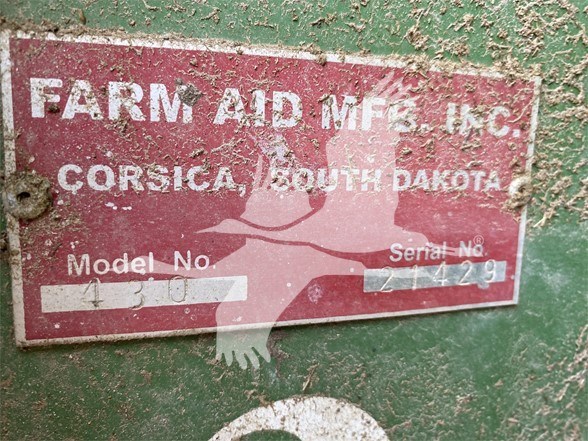 FARM AID MFG. INC.
CORSICA, SOUTH DAKOTA
Model No.
430
Serial No.
21429